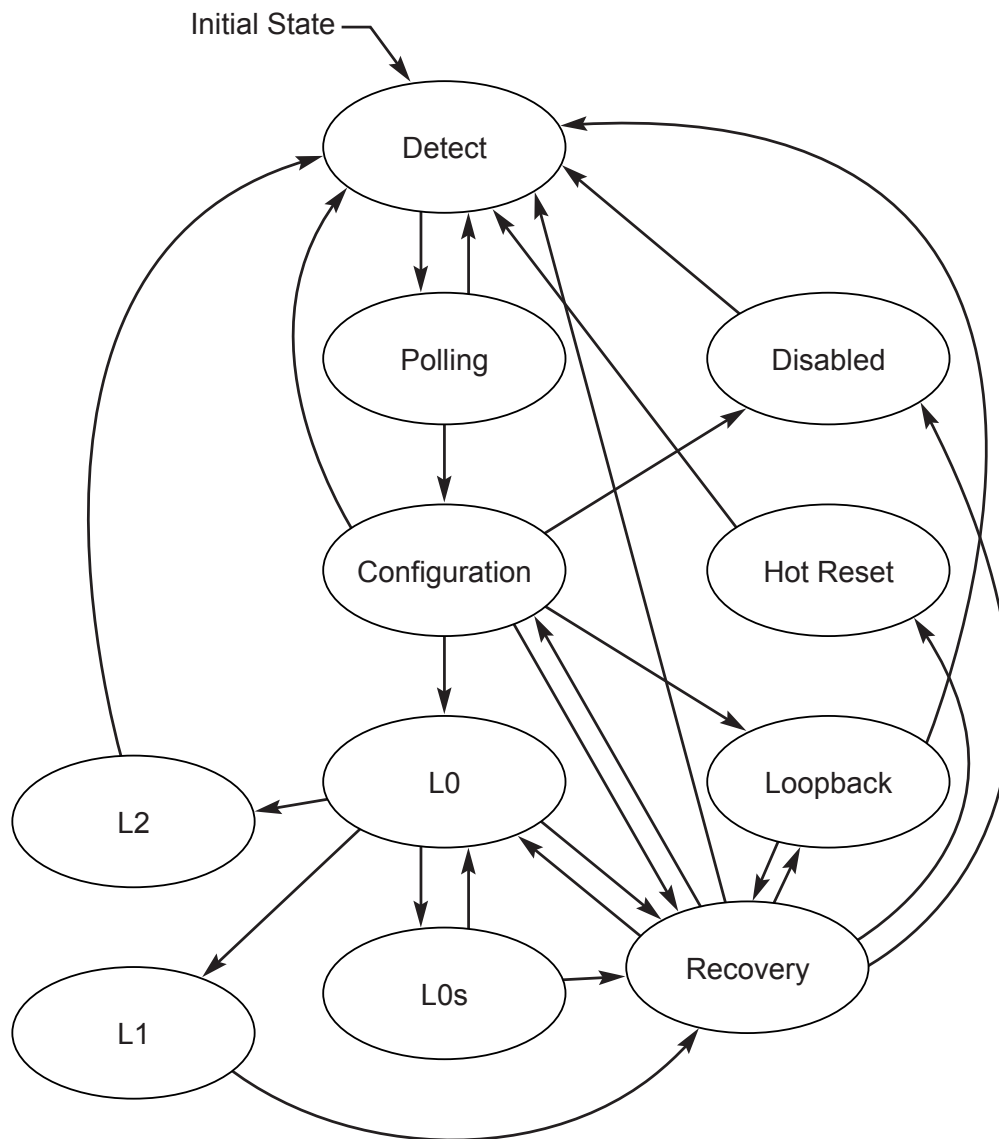 Initial State
Detect
Polling
Disabled
Configuration
Hot Reset
L0
Loopback
L2
Recovery
L0s
L1